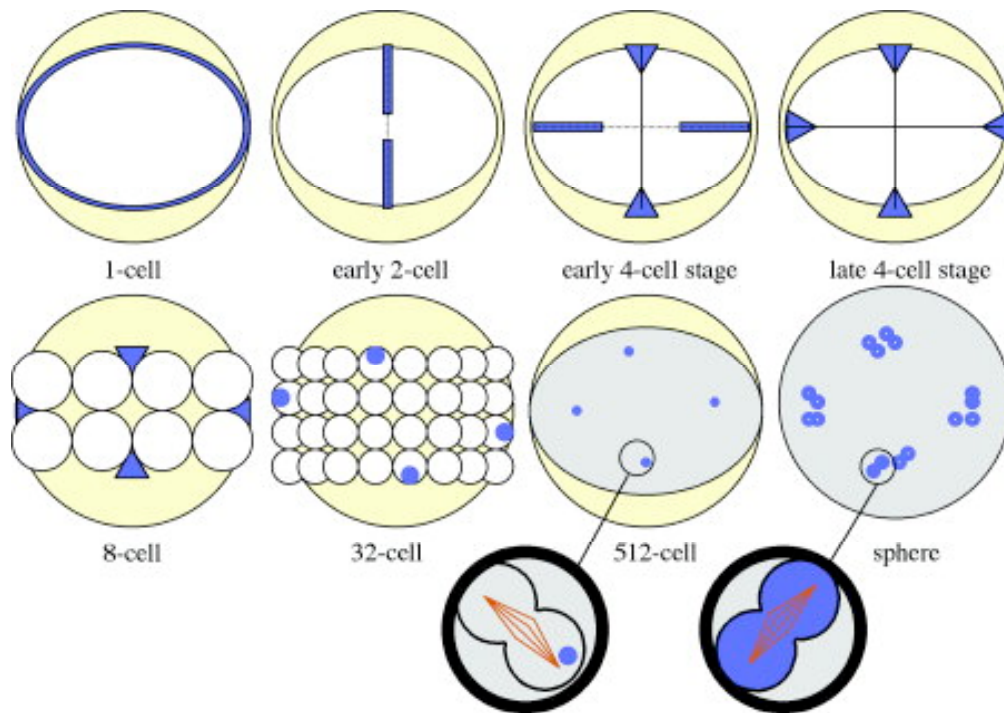 1-cell
early 2-cell
early 4-cell stage
late 4-cell stage
8-cell
32-cell
512-cell
sphere